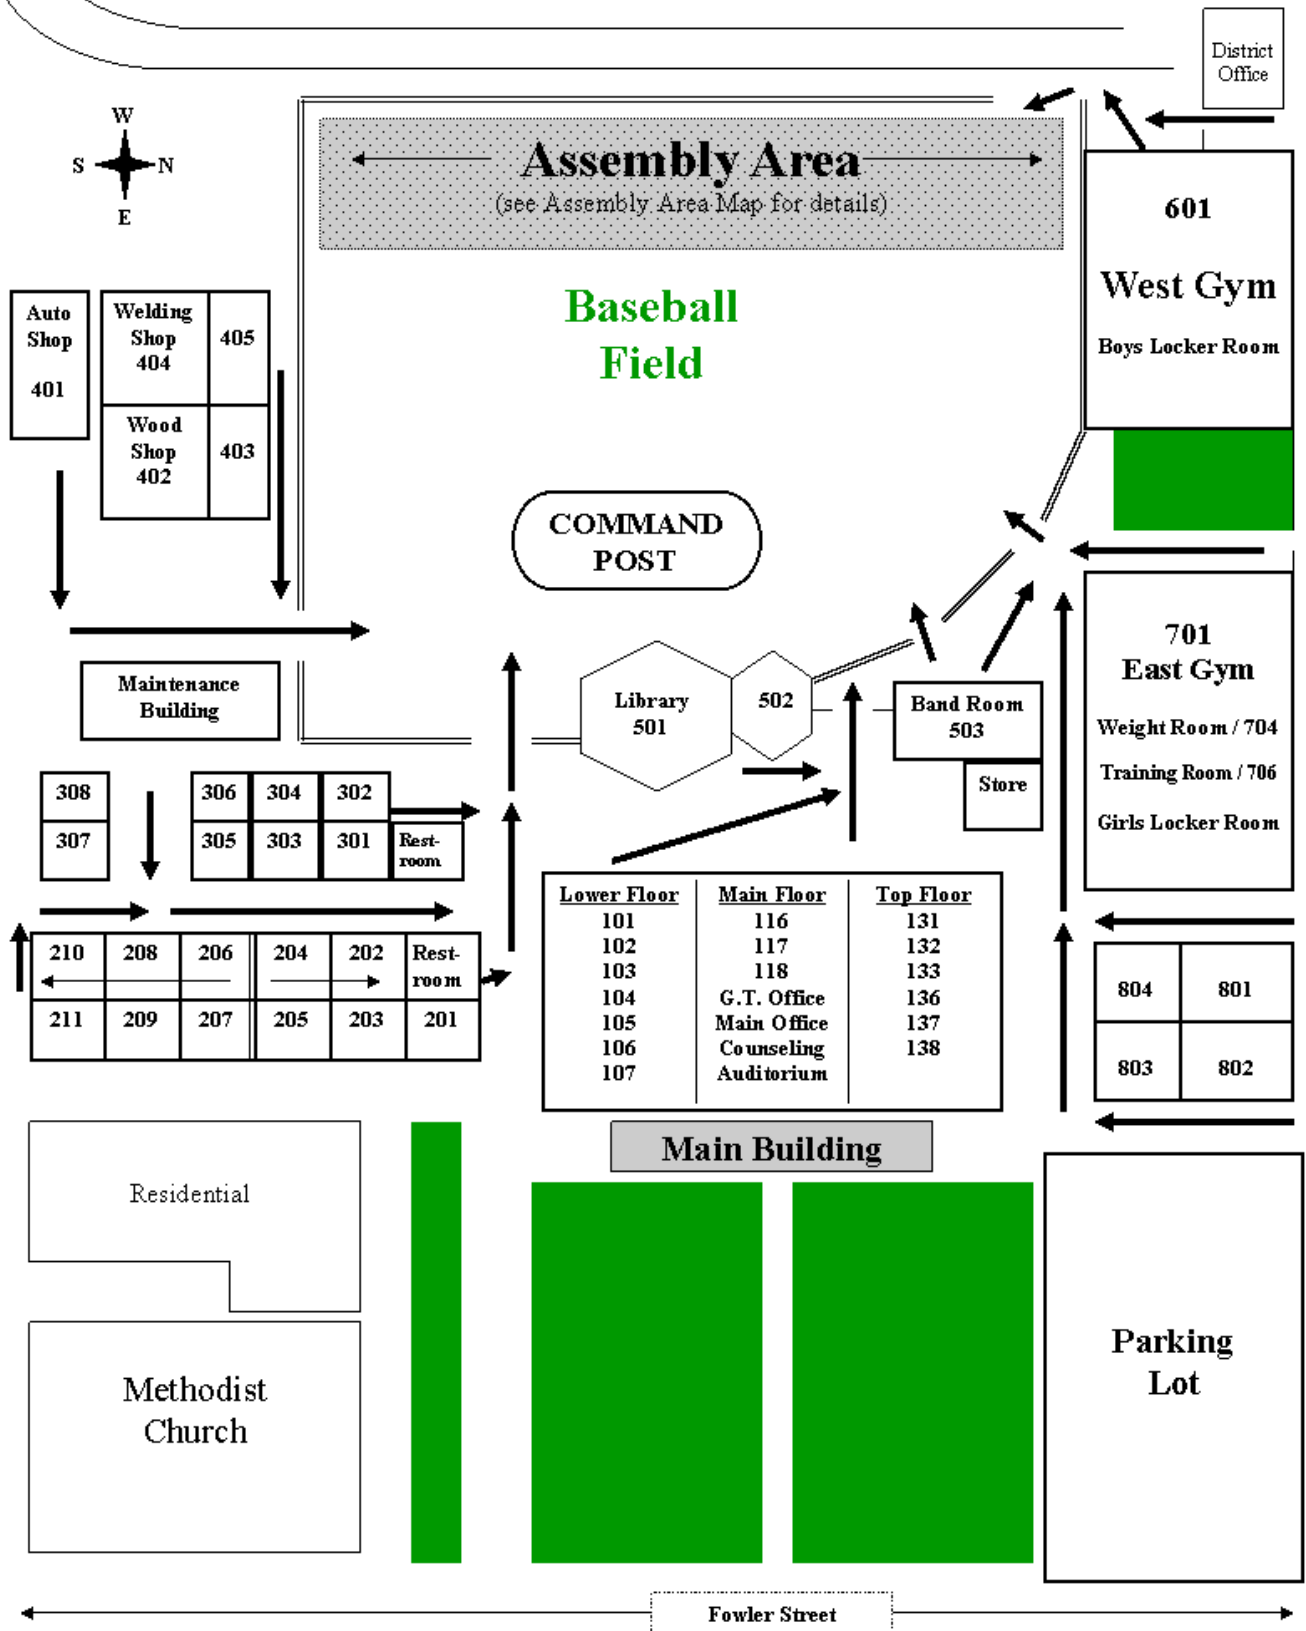 District
Office
W
S N
E
Assembly Area
(see Assembly Area Map for details)
601
West Gym
Boys Locker Room
Auto
Shop
401
Welding
Shop
404
405
Wood
Shop
402
403
Baseball
Field
COMMAND
POST
701
East Gym
Weight Room / 704
Training Room / 706
Girls Locker Room
Maintenance
Building
Library
501
502
Band Room
503
Store
308
307
306 304 302
305 303 301
Rest-
room
210 208 206 204 202
Rest-
room
211 209 207 205 203 201
Lower Floor
101
102
103
104
105
106
107
Main Floor
116
117
118
G.T. Office
Main Office
Counseling
Auditorium
Top Floor
131
132
133
136
137
138
804 801
803 802
Main Building
Residential
Methodist
Church
Parking
Lot
Fowler Street